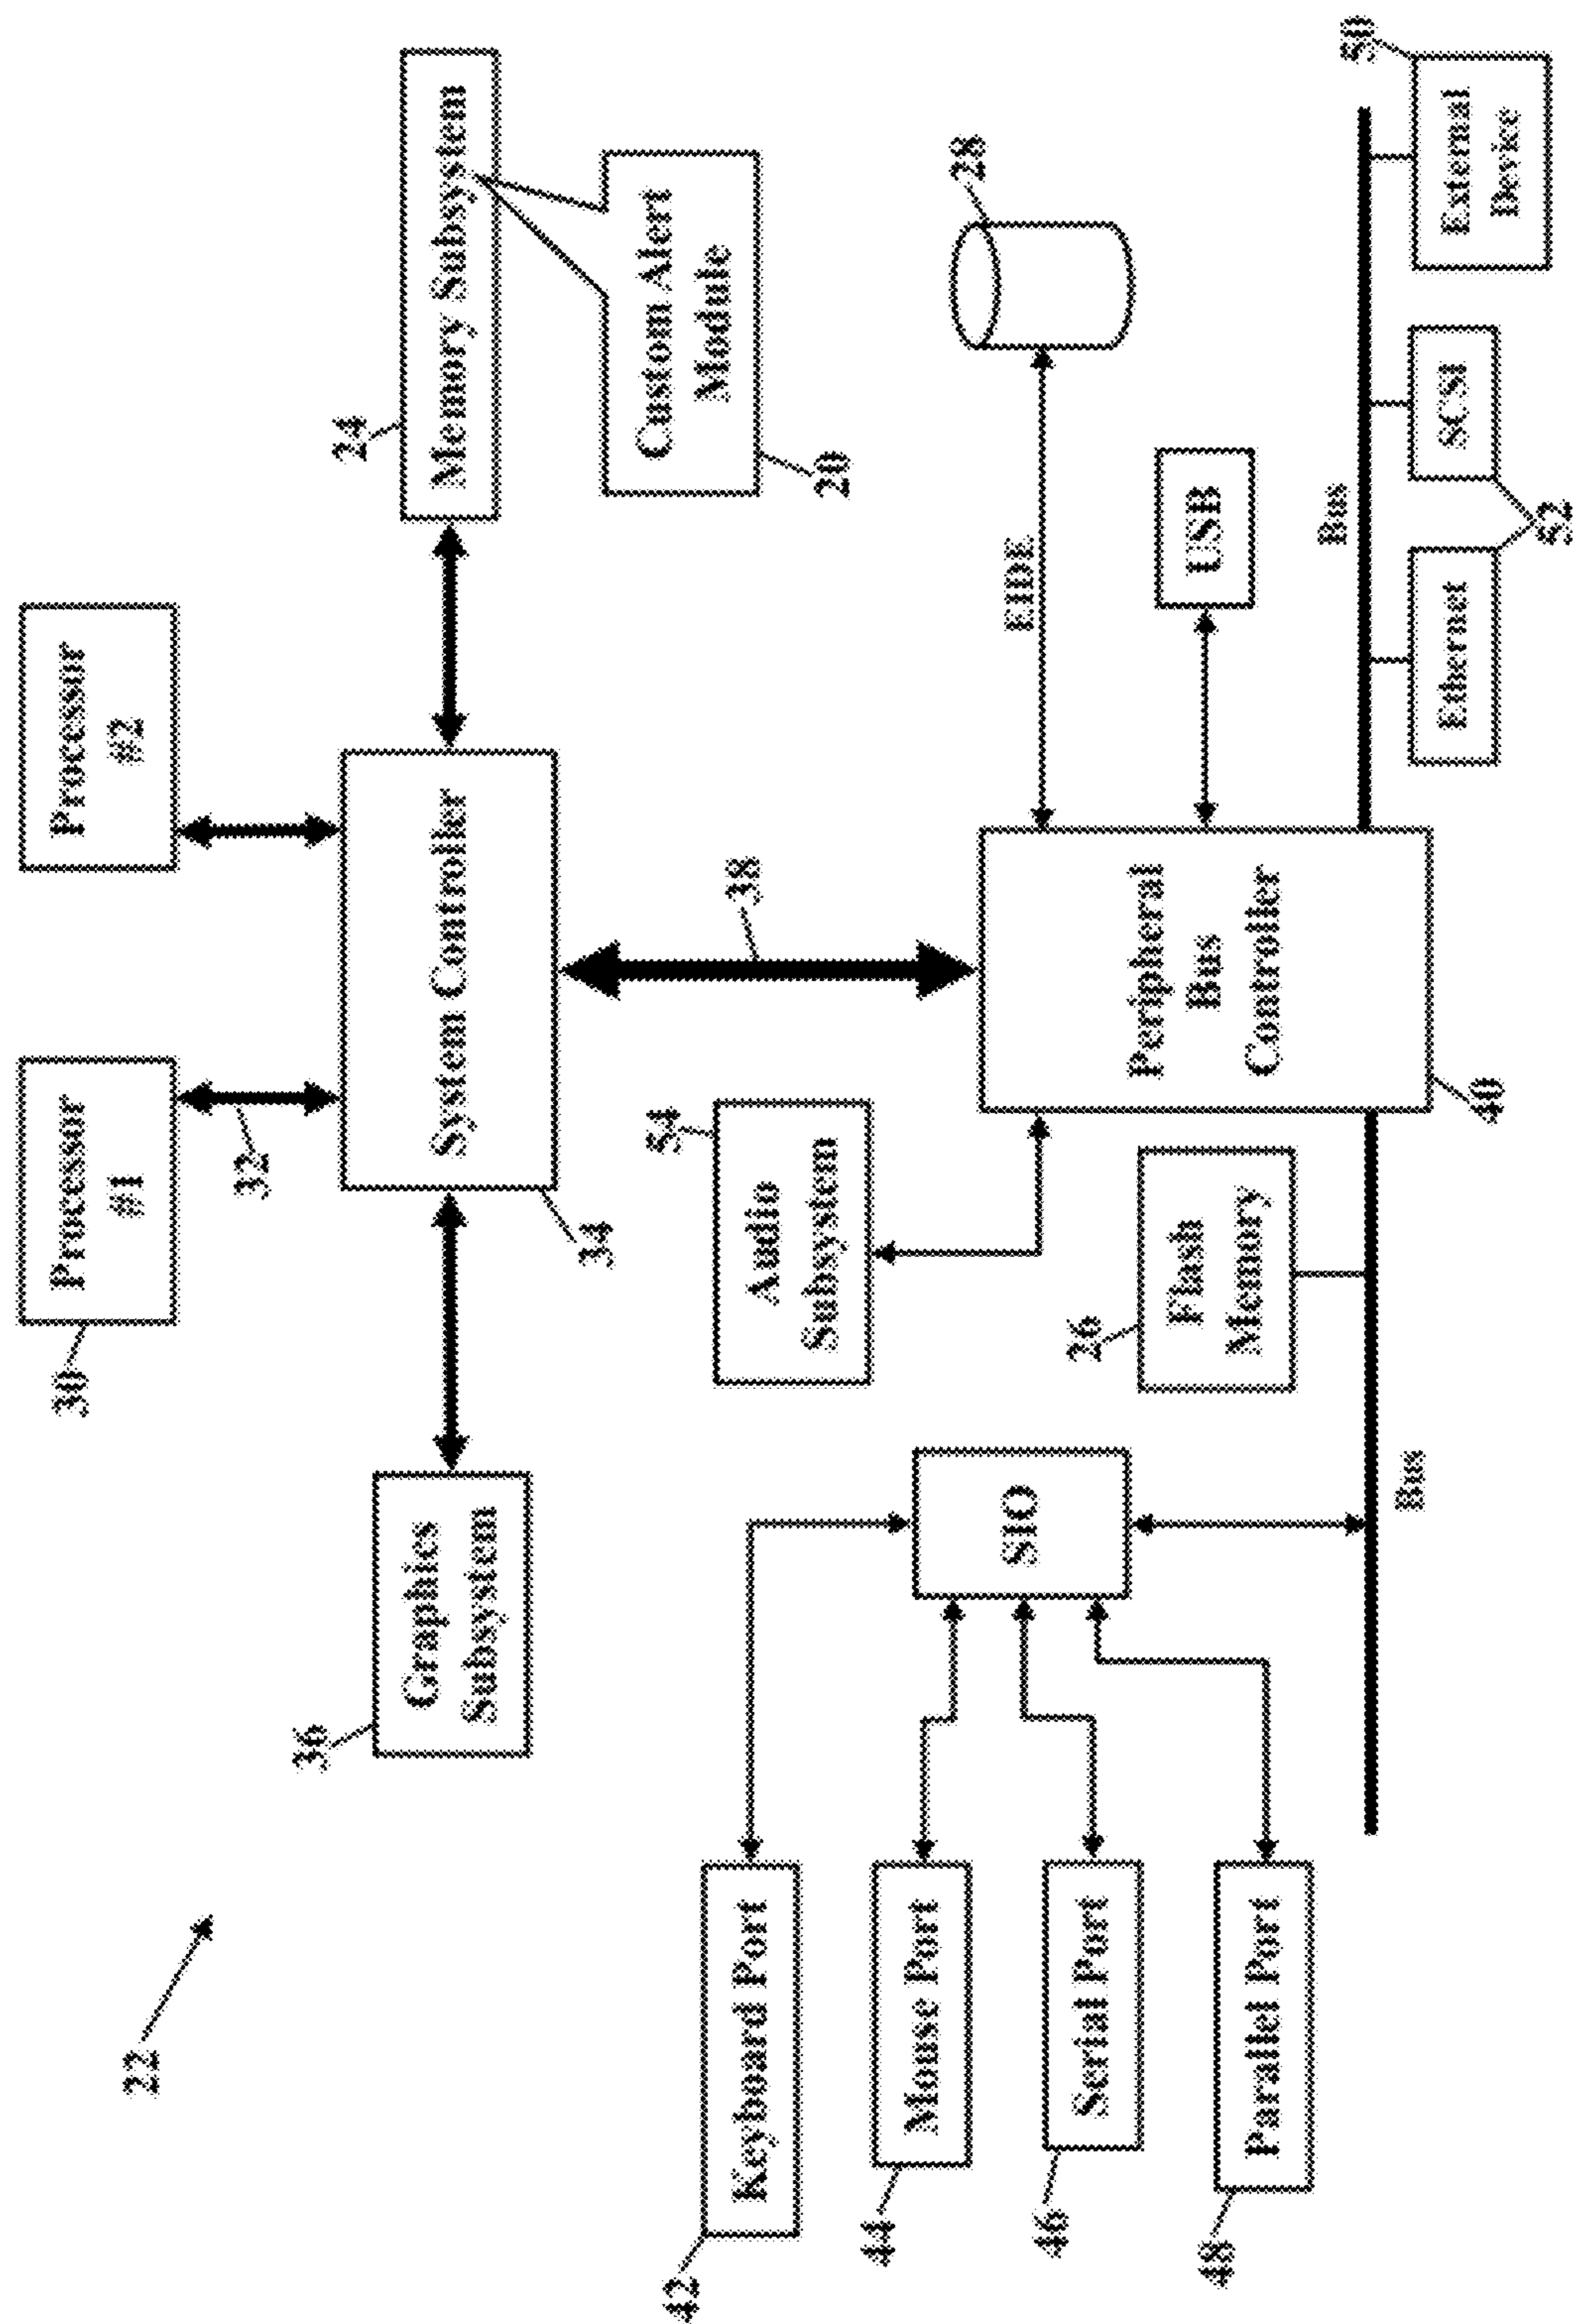 22
30
Processor
#1
32
Processor
#2
36
Graphics
Subsystem
System Controller
34
24
Memory Subsystem
Custom Alert
Module
20
38
54
Audio
Subsystem
28
EIDE
USB
42
Keyboard Port
44
Mouse Port
46
Serial Port
48
Parallel Port
SIO
26
Flash
Memory
Peripheral
Bus
Controller
40
Bus
Bus
Ethernet
SCSI
52
50
External
Device